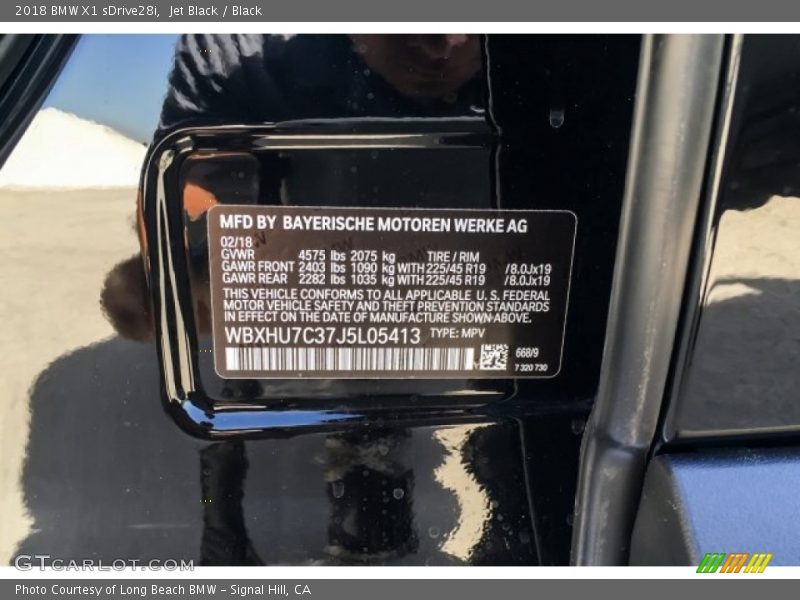 2018 BMW X1 sDrive28i, Jet Black / Black
MFD BY BAYERISCHE MOTOREN WERKE AG
02/18
GVWR 4575 lbs 2075 kg TIRE / RIM
GAWR FRONT 2403 lbs 1090 kg WITH 225/45 R19 /8.0Jx19
GAWR REAR 2282 lbs 1035 kg WITH 225/45 R19 /8.0Jx19
THIS VEHICLE CONFORMS TO ALL APPLICABLE U. S. FEDERAL
MOTOR VEHICLE SAFETY AND THEFT PREVENTION STANDARDS
IN EFFECT ON THE DATE OF MANUFACTURE SHOWN ABOVE.
WBXHU7C37J5L05413 TYPE: MPV
668/9
7 320 730
GTCARLOT.COM
Photo Courtesy of Long Beach BMW - Signal Hill, CA